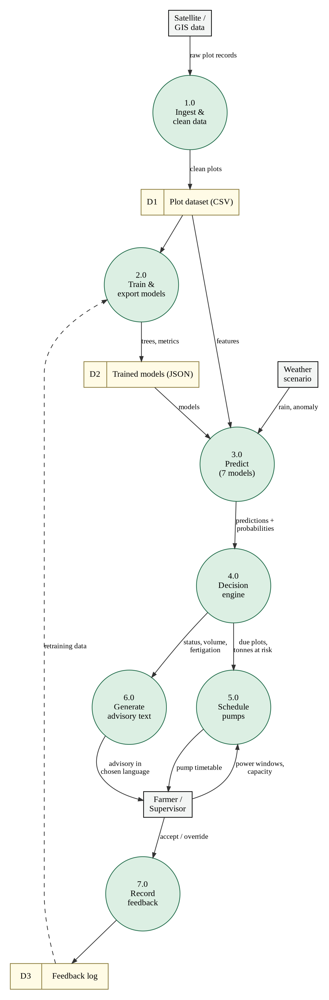 Satellite /
GIS data
raw plot records
1.0
Ingest &
clean data
clean plots
D1
Plot dataset (CSV)
2.0
Train &
export models
trees, metrics
features
D2
Trained models (JSON)
Weather
scenario
models
rain, anomaly
3.0
Predict
(7 models)
predictions +
probabilities
4.0
Decision
engine
status, volume,
fertigation
due plots,
tonnes at risk
retraining data
6.0
Generate
advisory text
5.0
Schedule
pumps
advisory in
chosen language
pump timetable
power windows,
capacity
Farmer /
Supervisor
accept / override
7.0
Record
feedback
D3
Feedback log